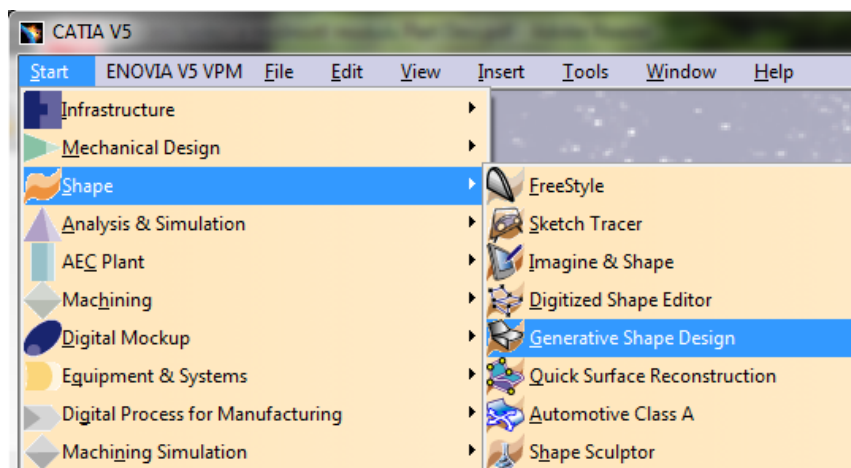 CATIA V5
Start ENOVIA V5 VPM File Edit View Insert Tools Window Help
Infrastructure
Mechanical Design
Shape
Analysis & Simulation
AEC Plant
Machining
Digital Mockup
Equipment & Systems
Digital Process for Manufacturing
Machining Simulation
FreeStyle
Sketch Tracer
Imagine & Shape
Digitized Shape Editor
Generative Shape Design
Quick Surface Reconstruction
Automotive Class A
Shape Sculptor